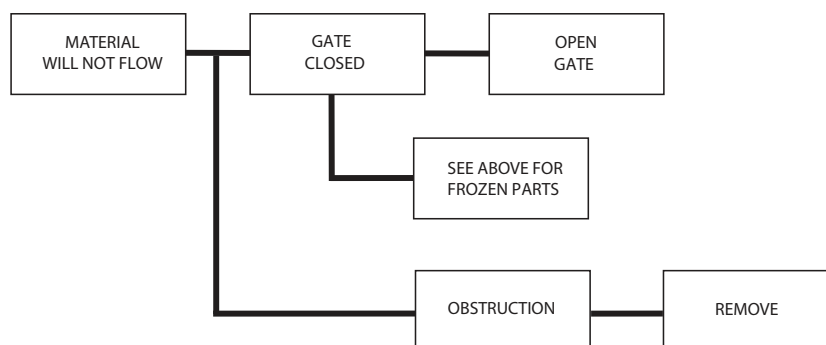 MATERIAL
WILL NOT FLOW
GATE
CLOSED
OPEN
GATE
SEE ABOVE FOR
FROZEN PARTS
OBSTRUCTION
REMOVE